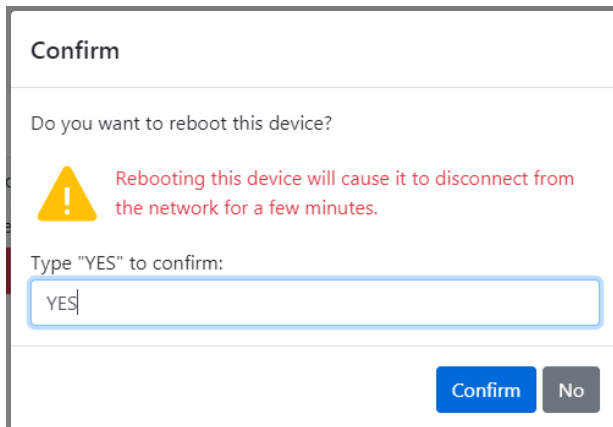 Confirm
Do you want to reboot this device?
Rebooting this device will cause it to disconnect from
the network for a few minutes.
Type "YES" to confirm:
YES
Confirm
No